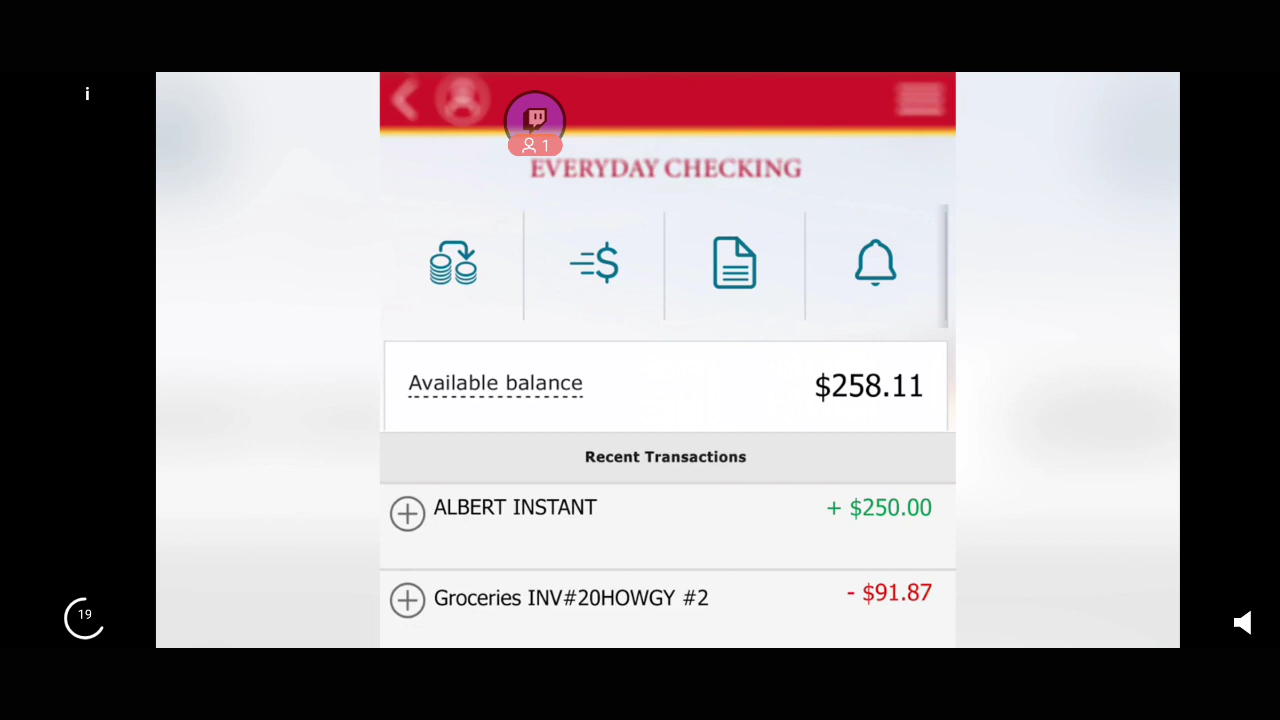 i
1
EVERYDAY CHECKING
Available balance $258.11
Recent Transactions
ALBERT INSTANT + $250.00
Groceries INV#20HOWGY #2 - $91.87
19